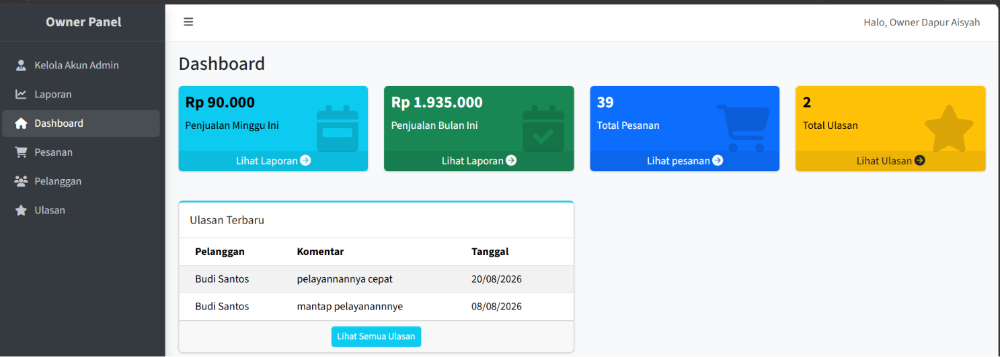 Owner Panel
Halo, Owner Dapur Aisyah
Kelola Akun Admin
Laporan
Dashboard
Pesanan
Pelanggan
Ulasan
Dashboard
Rp 90.000
Penjualan Minggu Ini
Lihat Laporan
Rp 1.935.000
Penjualan Bulan Ini
Lihat Laporan
39
Total Pesanan
Lihat pesanan
2
Total Ulasan
Lihat Ulasan
Ulasan Terbaru
Pelanggan Komentar Tanggal
Budi Santos pelayannannya cepat 20/08/2026
Budi Santos mantap pelayanannnye 08/08/2026
Lihat Semua Ulasan